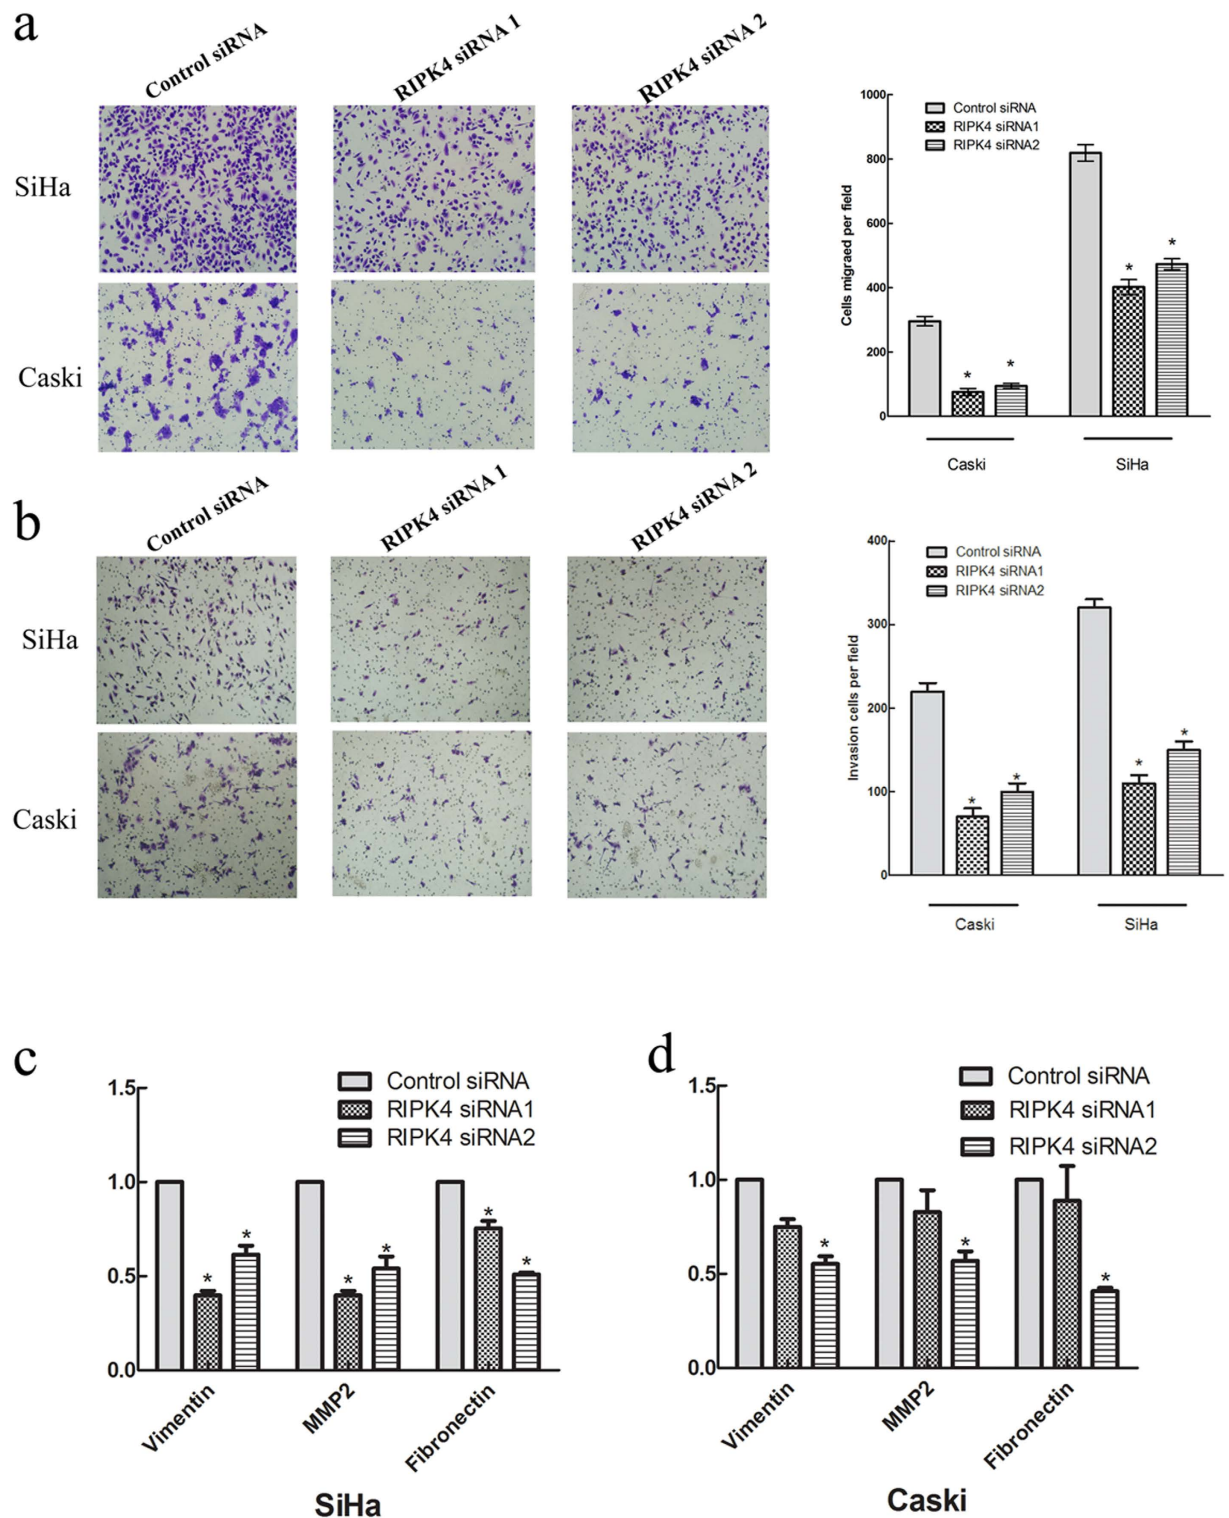 a
Control siRNA
RIPK4 siRNA 1
RIPK4 siRNA 2
SiHa
Caski
Cells migraed per field
1000
800
600
400
200
0
Control siRNA
RIPK4 siRNA1
RIPK4 siRNA2
*
*
*
*
Caski
SiHa
b
Control siRNA
RIPK4 siRNA 1
RIPK4 siRNA 2
SiHa
Caski
Invasion cells per field
400
300
200
100
0
Control siRNA
RIPK4 siRNA1
RIPK4 siRNA2
*
*
*
*
Caski
SiHa
c
Control siRNA
RIPK4 siRNA1
RIPK4 siRNA2
1.5
1.0
0.5
0.0
*
*
*
*
*
*
Vimentin
MMP2
Fibronectin
SiHa
d
Control siRNA
RIPK4 siRNA1
RIPK4 siRNA2
1.5
1.0
0.5
0.0
*
*
*
Vimentin
MMP2
Fibronectin
Caski